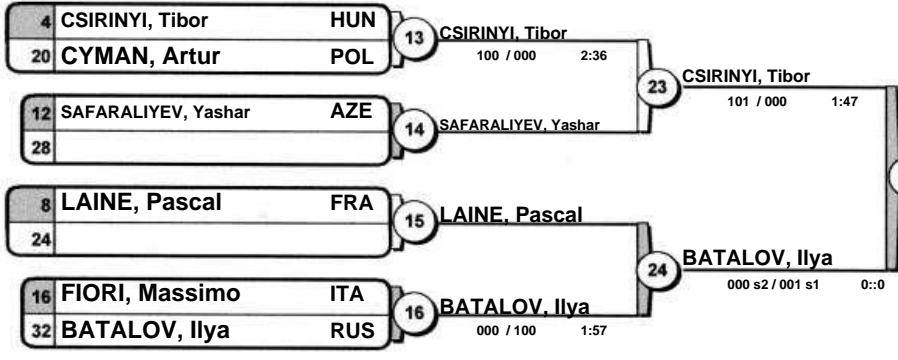 4 CSIRINYI, Tibor HUN
20 CYMAN, Artur POL
13
CSIRINYI, Tibor
100 / 000 2:36
12 SAFARALIYEV, Yashar AZE
28
14
SAFARALIYEV, Yashar
23
CSIRINYI, Tibor
101 / 000 1:47
8 LAINE, Pascal FRA
24
15
LAINE, Pascal
16 FIORI, Massimo ITA
32 BATALOV, Ilya RUS
16
BATALOV, Ilya
000 / 100 1:57
24
BATALOV, Ilya
000 s2 / 001 s1 0::0